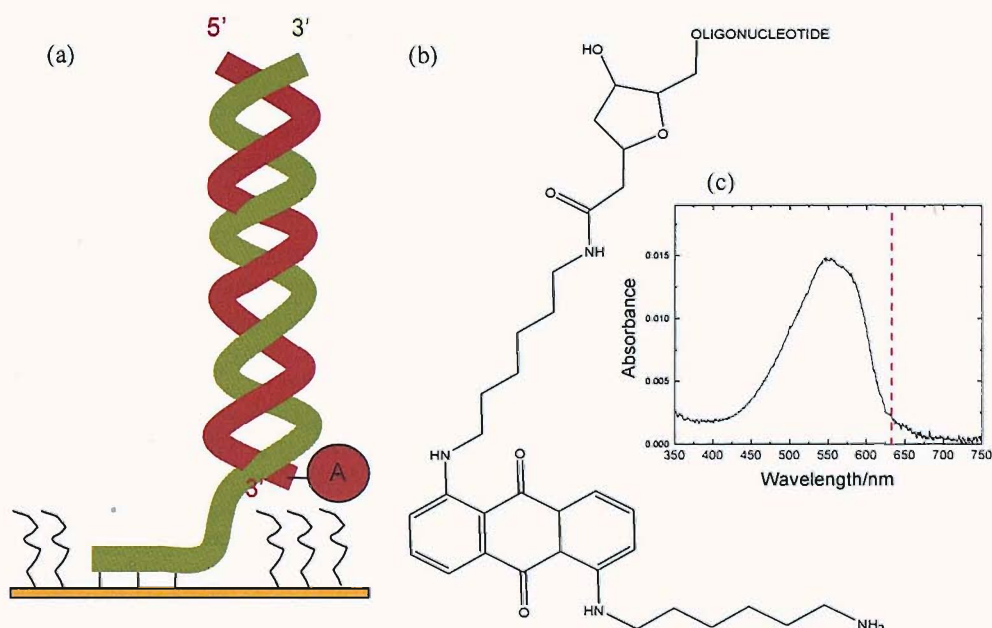 (a)
5' 3'
3'
A
(b)
OLIGONUCLEOTIDE
HO
O
O
HN
HN
O
O
HN
NH2
(c)
Absorbance
0.015
0.010
0.005
0.000
350 400 450 500 550 600 650 700 750
Wavelength/nm